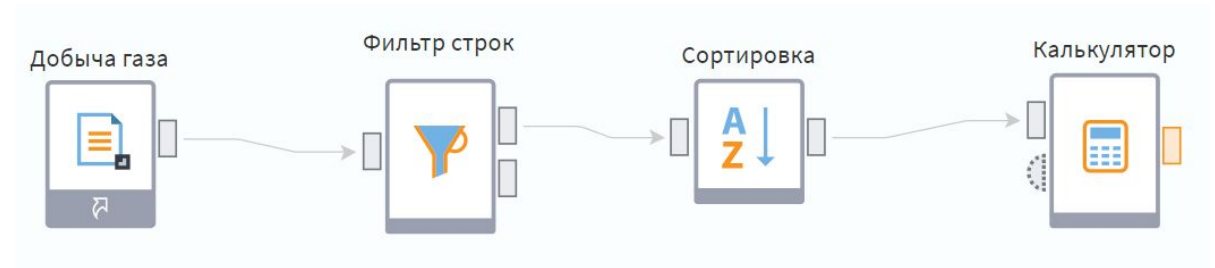 Добыча газа
Фильтр строк
Сортировка
Калькулятор
A
Z